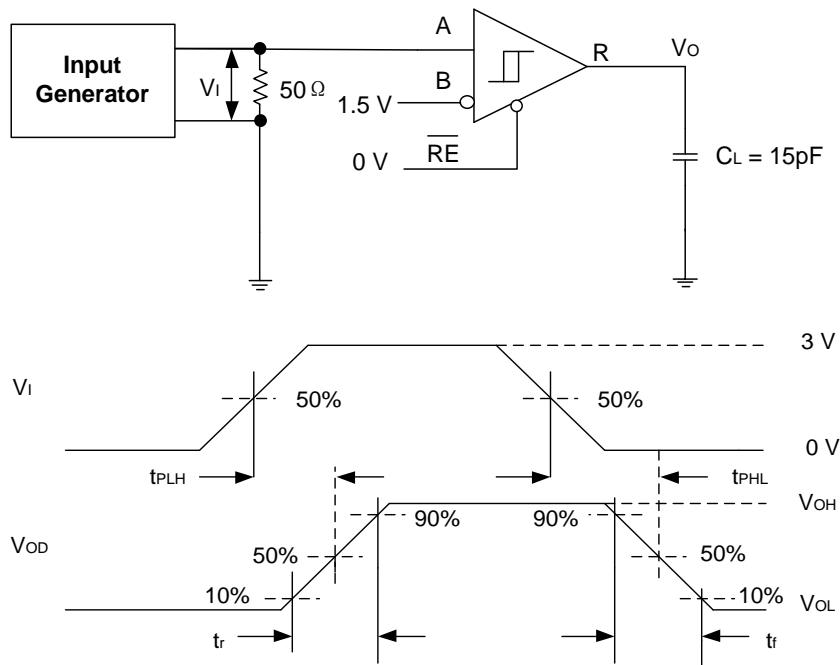 Input
Generator
VI
50 Ω
A
B
1.5 V
0 V
RE
R
VO
CL = 15pF
VI
50%
50%
3 V
0 V
tPLH
tPHL
VOD
90%
90%
VOH
50%
50%
10%
10%
VOL
tr
tf